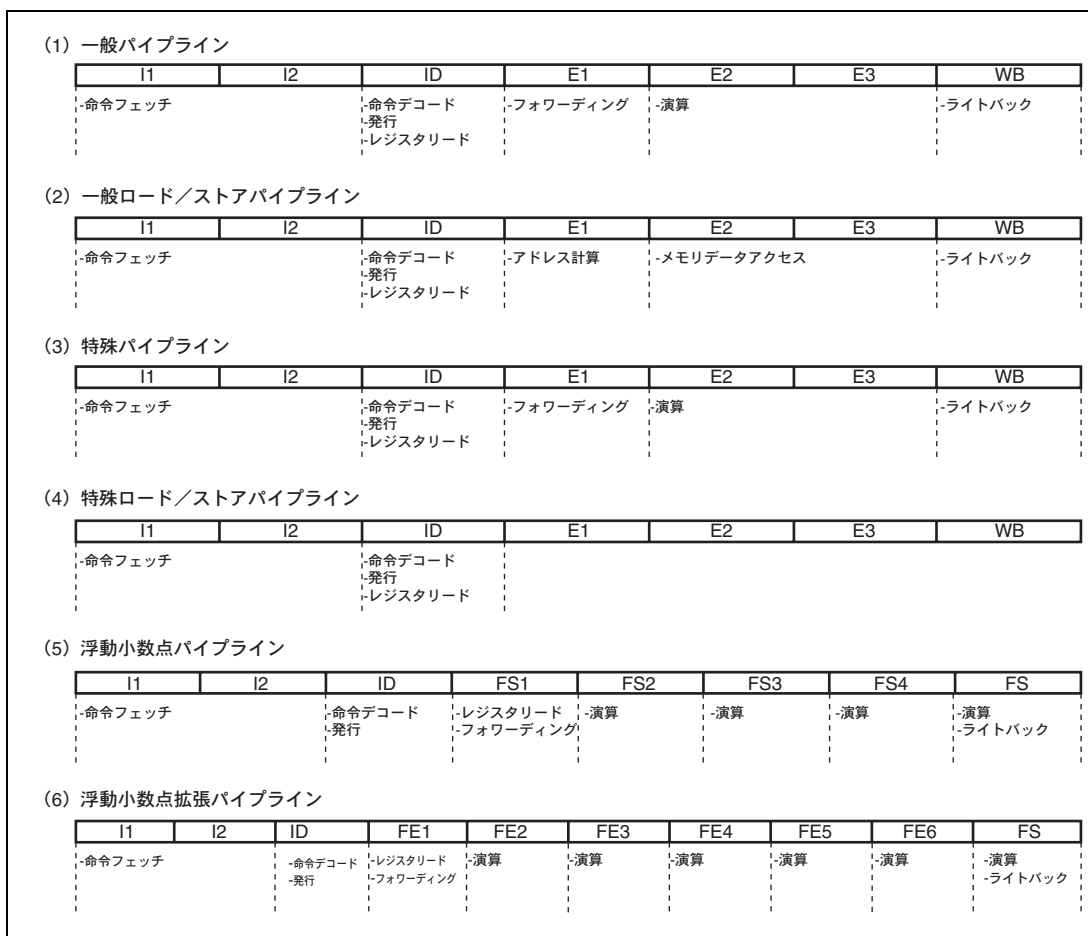 (1) 一般パイプライン
I1 I2 ID E1 E2 E3 WB
-命令フェッチ -命令デコード -フォワーディング -演算 -ライトバック
-発行
-レジスタリード
(2) 一般ロード／ストアパイプライン
I1 I2 ID E1 E2 E3 WB
-命令フェッチ -命令デコード -アドレス計算 -メモリデータアクセス -ライトバック
-発行
-レジスタリード
(3) 特殊パイプライン
I1 I2 ID E1 E2 E3 WB
-命令フェッチ -命令デコード -フォワーディング -演算 -ライトバック
-発行
-レジスタリード
(4) 特殊ロード／ストアパイプライン
I1 I2 ID E1 E2 E3 WB
-命令フェッチ -命令デコード
-発行
-レジスタリード
(5) 浮動小数点パイプライン
I1 I2 ID FS1 FS2 FS3 FS4 FS
-命令フェッチ -命令デコード -レジスタリード -演算 -演算 -演算 -演算
-発行 -フォワーディング -ライトバック
(6) 浮動小数点拡張パイプライン
I1 I2 ID FE1 FE2 FE3 FE4 FE5 FE6 FS
-命令フェッチ -命令デコード -レジスタリード -演算 -演算 -演算 -演算 -演算 -演算
-発行 -フォワーディング -ライトバック